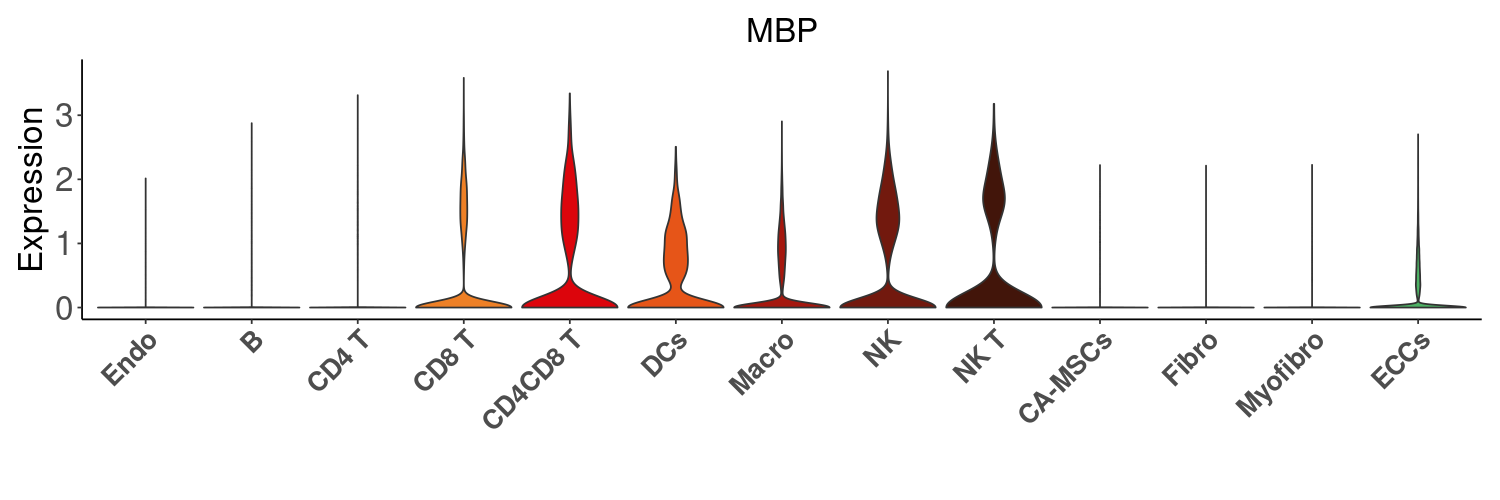 MBP
Expression
3
2
1
0
Endo
B
CD4 T
CD8 T
CD4CD8 T
DCs
Macro
NK
NK T
CA-MSCs
Fibro
Myofibro
ECCs